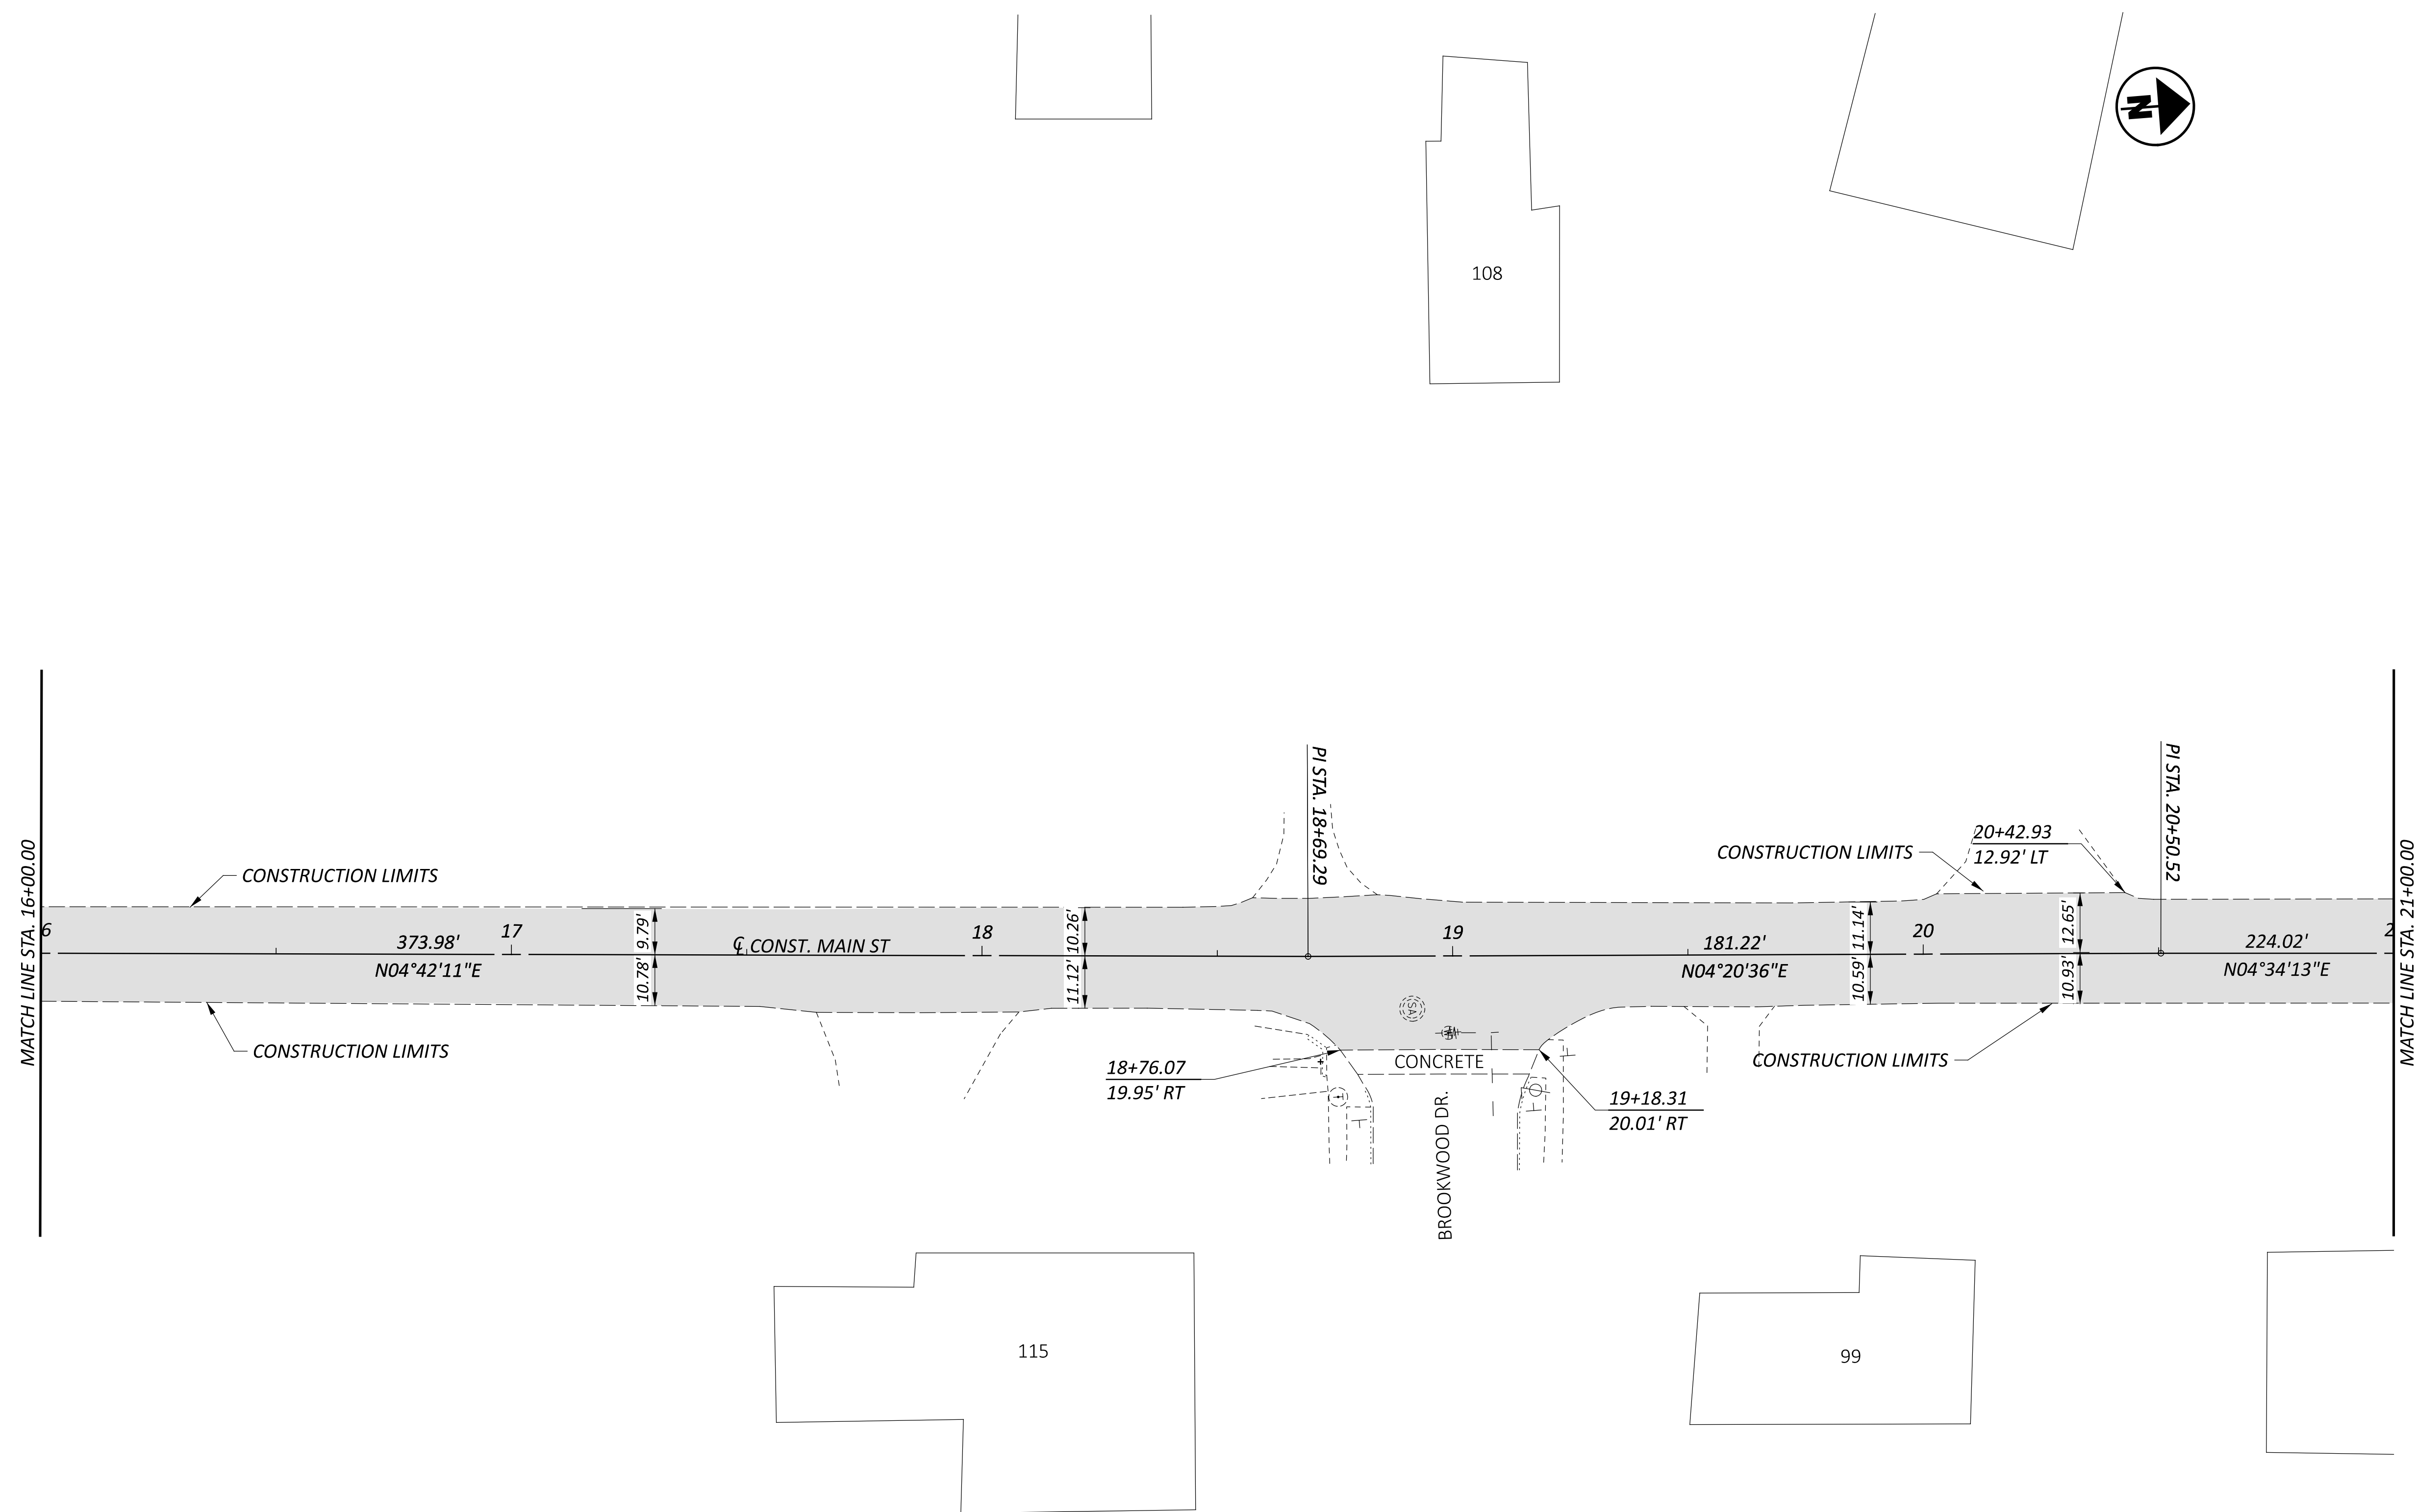 N
108
PI STA. 18+69.29
PI STA. 20+50.52
MATCH LINE STA. 16+00.00
MATCH LINE STA. 21+00.00
CONSTRUCTION LIMITS
CONSTRUCTION LIMITS
20+42.93
12.92' LT
6
17
18
19
20
2
373.98'
N04°42'11"E
9.79'
10.78'
℄ CONST. MAIN ST
10.26'
11.12'
181.22'
N04°20'36"E
11.14'
10.59'
12.65'
10.93'
224.02'
N04°34'13"E
SA
CONSTRUCTION LIMITS
CONCRETE
CONSTRUCTION LIMITS
18+76.07
19.95' RT
19+18.31
20.01' RT
BROOKWOOD DR.
115
99